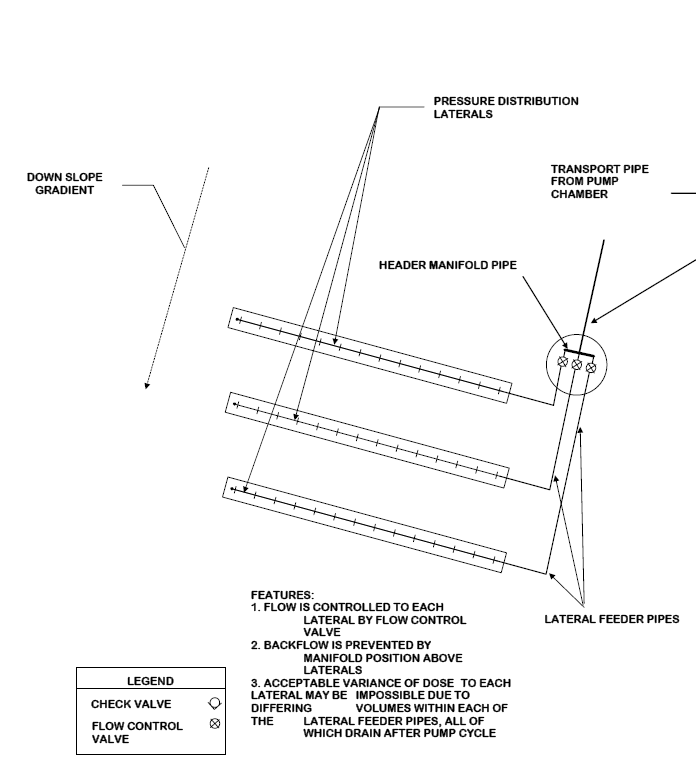 PRESSURE DISTRIBUTION
LATERALS
DOWN SLOPE
GRADIENT
TRANSPORT PIPE
FROM PUMP
CHAMBER
HEADER MANIFOLD PIPE
FEATURES:
1. FLOW IS CONTROLLED TO EACH
LATERAL BY FLOW CONTROL
VALVE
2. BACKFLOW IS PREVENTED BY
MANIFOLD POSITION ABOVE
LATERALS
3. ACCEPTABLE VARIANCE OF DOSE TO EACH
LATERAL MAY BE IMPOSSIBLE DUE TO
DIFFERING VOLUMES WITHIN EACH OF
THE LATERAL FEEDER PIPES, ALL OF
WHICH DRAIN AFTER PUMP CYCLE
LATERAL FEEDER PIPES
LEGEND
CHECK VALVE
FLOW CONTROL
VALVE